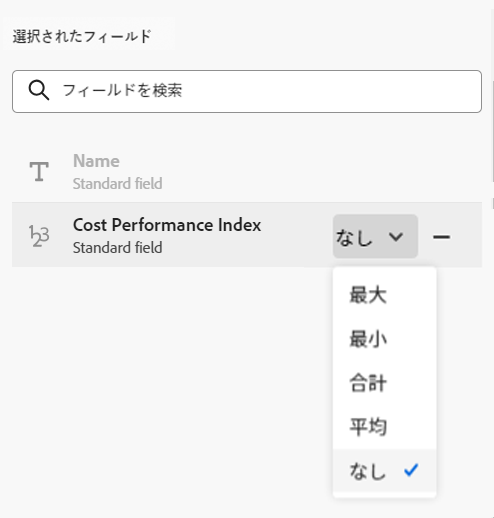 選択されたフィールド
フィールドを検索
Name
Standard field
Cost Performance Index
Standard field
なし
最大
最小
合計
平均
なし